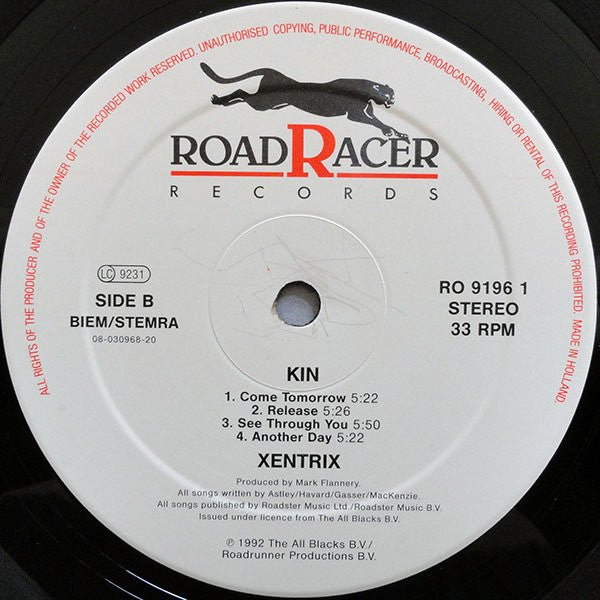 ALL RIGHTS OF THE PRODUCER AND OF THE OWNER OF THE RECORDED WORK RESERVED. UNAUTHORISED COPYING, PUBLIC PERFORMANCE, BROADCASTING, HIRING OR RENTAL OF THIS RECORDING PROHIBITED. MADE IN HOLLAND.
ROADRACER
RECORDS
LC 9231
SIDE B
BIEM/STEMRA
08-030968-20
RO 9196 1
STEREO
33 RPM
KIN
1. Come Tomorrow 5:22
2. Release 5:26
3. See Through You 5:50
4. Another Day 5:22
XENTRIX
Produced by Mark Flannery.
All songs written by Astley/Havard/Gasser/MacKenzie.
All songs published by Roadster Music Ltd./Roadster Music B.V.
Issued under licence from The All Blacks B.V.
℗ 1992 The All Blacks B.V./
Roadrunner Productions B.V.